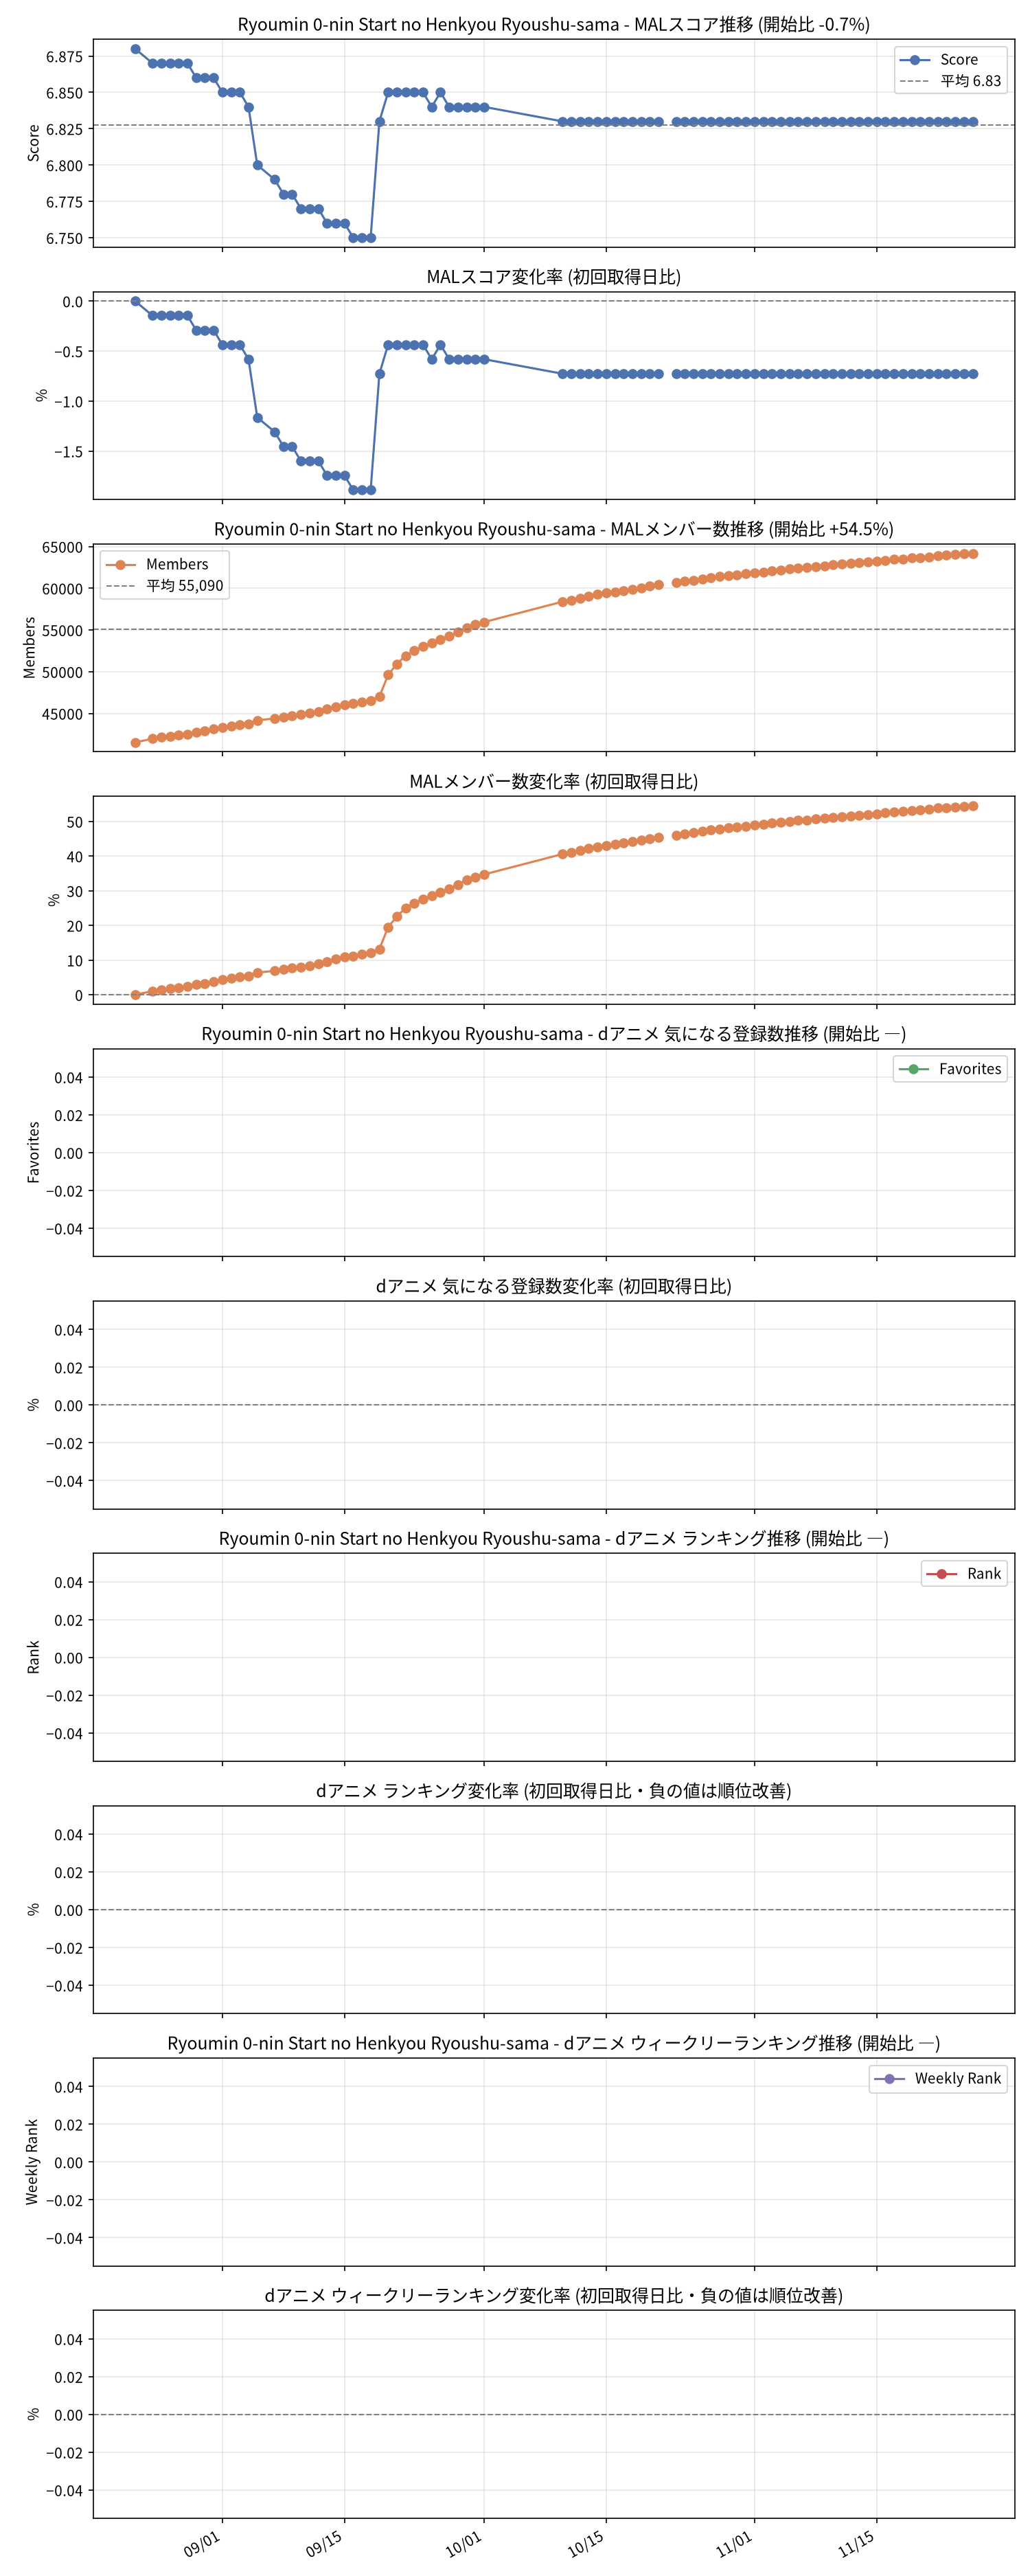 Ryoumin 0-nin Start no Henkyou Ryoushu-sama - MALスコア推移 (開始比 -0.7%)
6.875
6.850
6.825
6.800
6.775
6.750
Score
Score
平均 6.83
MALスコア変化率 (初回取得日比)
0.0
−0.5
−1.0
−1.5
%
Ryoumin 0-nin Start no Henkyou Ryoushu-sama - MALメンバー数推移 (開始比 +54.5%)
65000
60000
55000
50000
45000
Members
Members
平均 55,090
MALメンバー数変化率 (初回取得日比)
50
40
30
20
10
0
%
Ryoumin 0-nin Start no Henkyou Ryoushu-sama - dアニメ 気になる登録数推移 (開始比 —)
0.04
0.02
0.00
−0.02
−0.04
Favorites
Favorites
dアニメ 気になる登録数変化率 (初回取得日比)
0.04
0.02
0.00
−0.02
−0.04
%
Ryoumin 0-nin Start no Henkyou Ryoushu-sama - dアニメ ランキング推移 (開始比 —)
0.04
0.02
0.00
−0.02
−0.04
Rank
Rank
dアニメ ランキング変化率 (初回取得日比・負の値は順位改善)
0.04
0.02
0.00
−0.02
−0.04
%
Ryoumin 0-nin Start no Henkyou Ryoushu-sama - dアニメ ウィークリーランキング推移 (開始比 —)
0.04
0.02
0.00
−0.02
−0.04
Weekly Rank
Weekly Rank
dアニメ ウィークリーランキング変化率 (初回取得日比・負の値は順位改善)
0.04
0.02
0.00
−0.02
−0.04
%
09/01
09/15
10/01
10/15
11/01
11/15